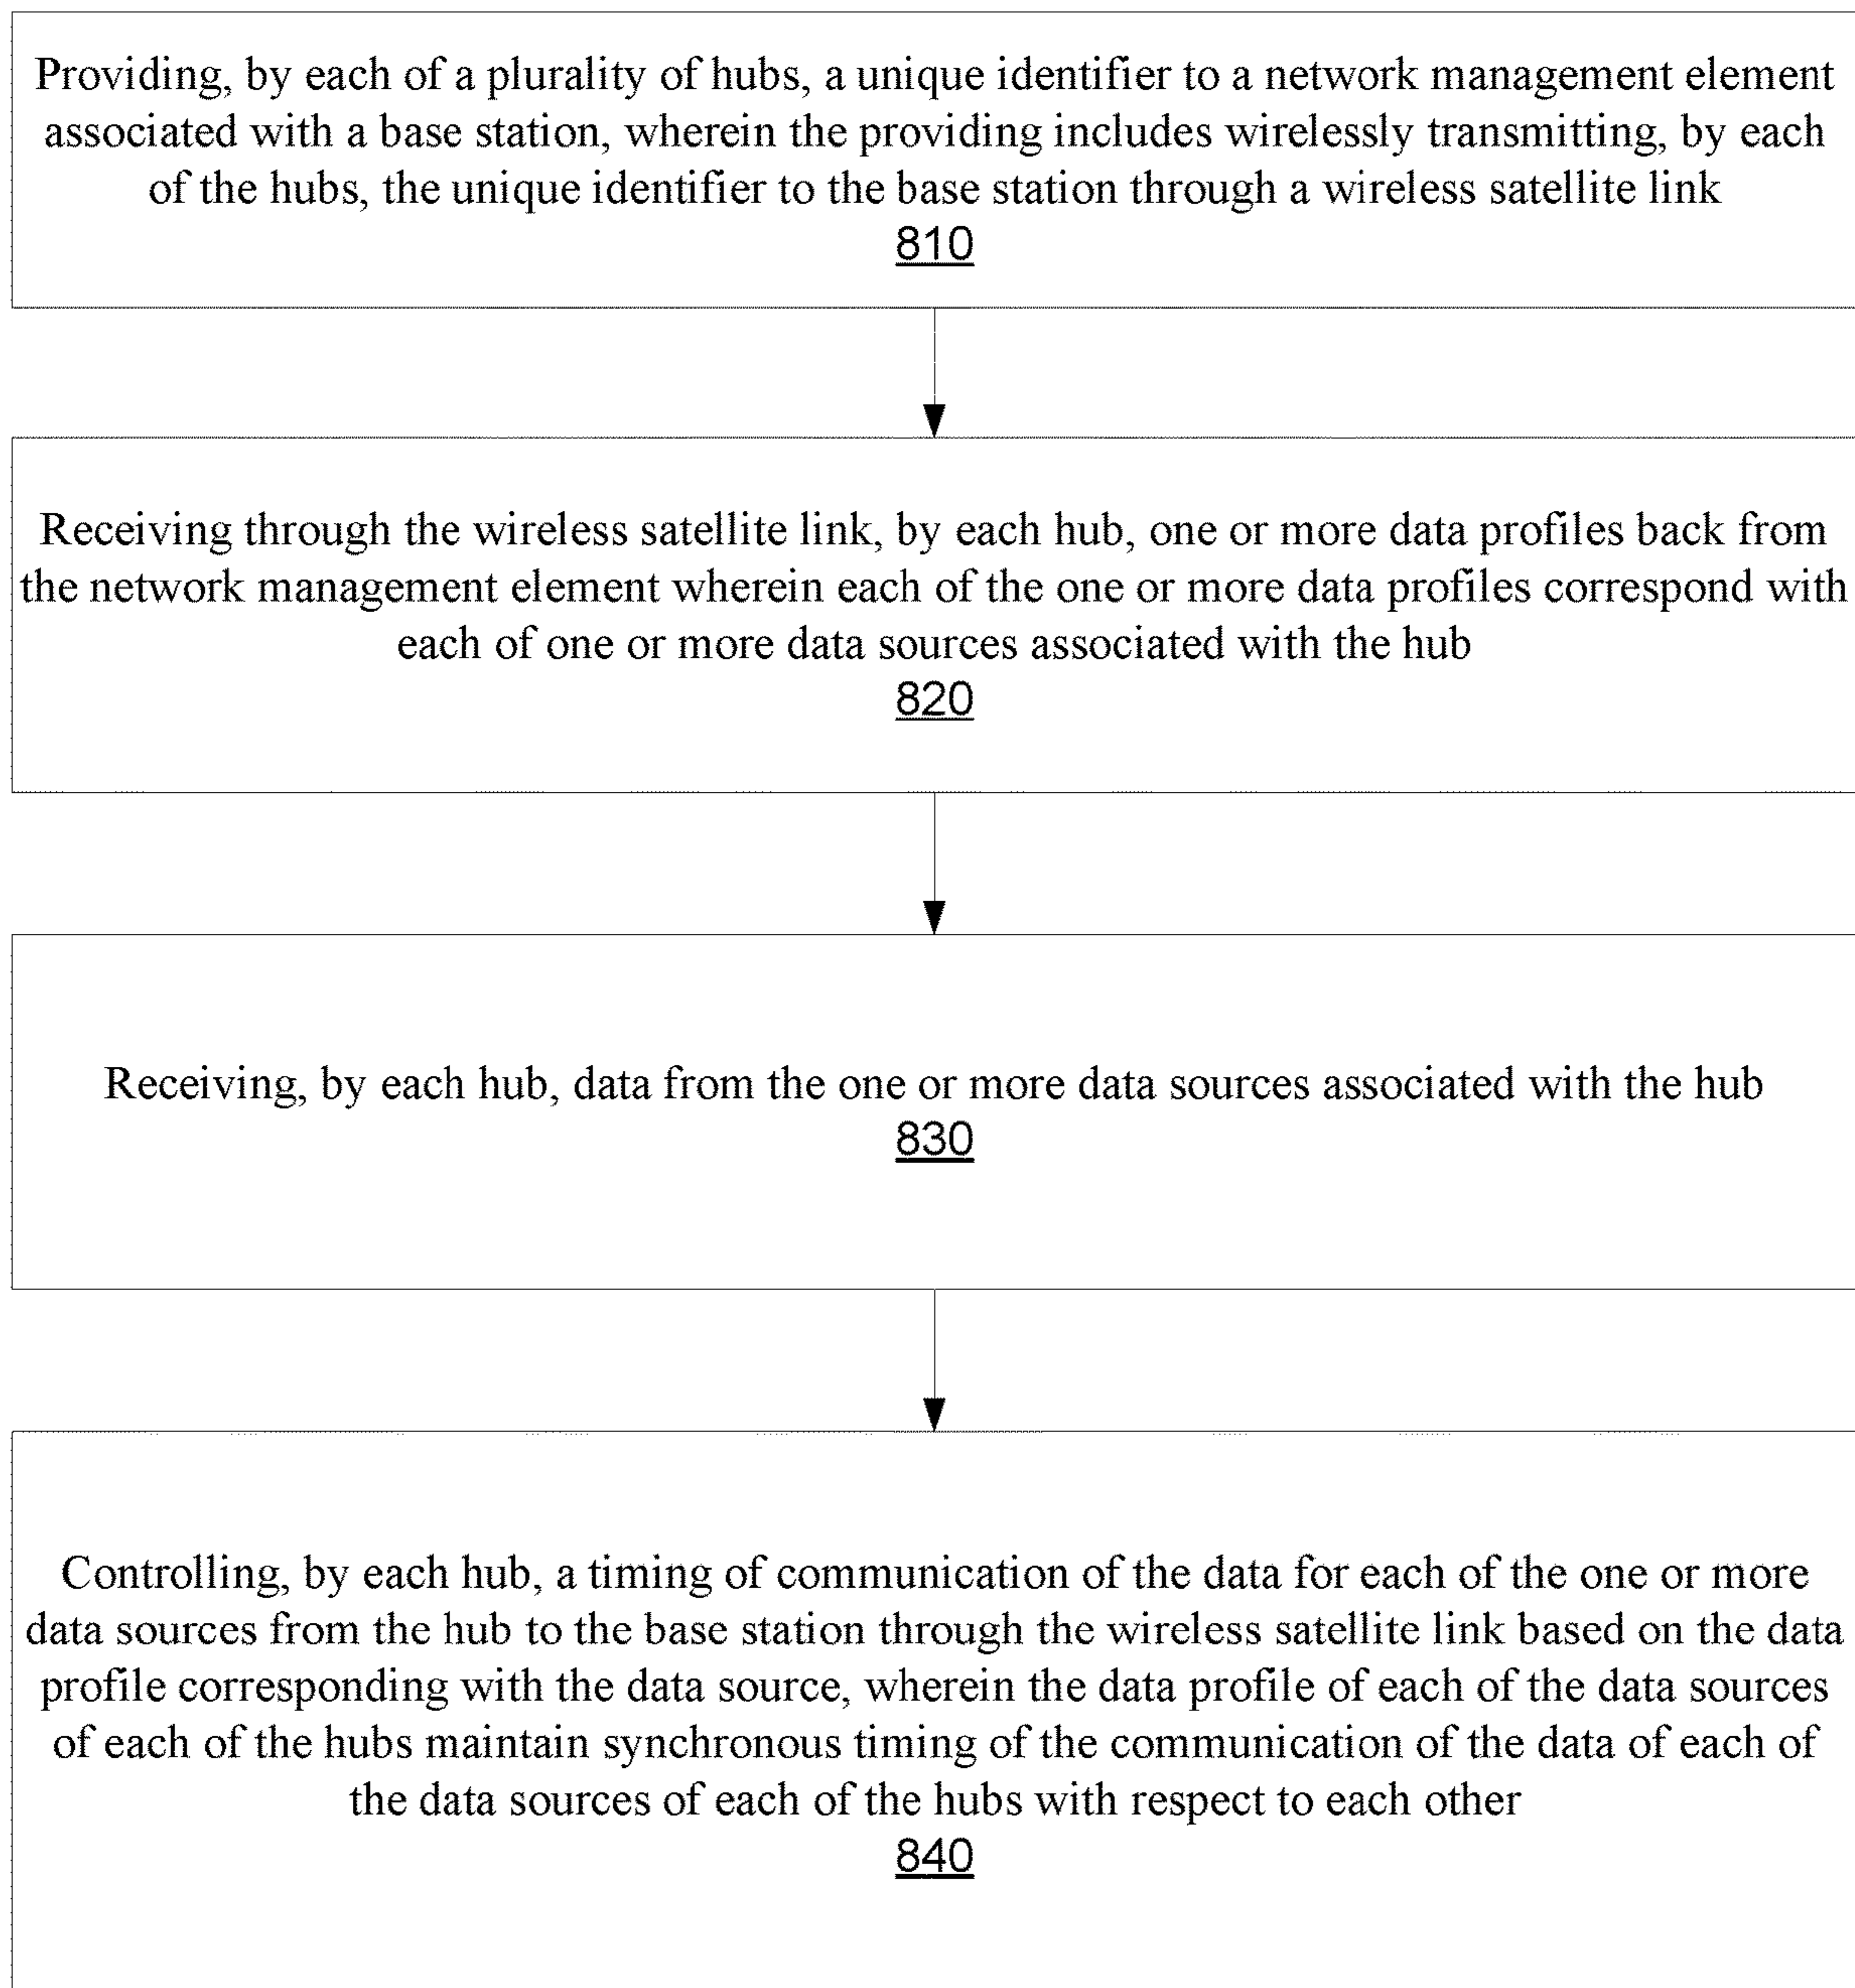 Providing, by each of a plurality of hubs, a unique identifier to a network management element
associated with a base station, wherein the providing includes wirelessly transmitting, by each
of the hubs, the unique identifier to the base station through a wireless satellite link
810
Receiving through the wireless satellite link, by each hub, one or more data profiles back from
the network management element wherein each of the one or more data profiles correspond with
each of one or more data sources associated with the hub
820
Receiving, by each hub, data from the one or more data sources associated with the hub
830
Controlling, by each hub, a timing of communication of the data for each of the one or more
data sources from the hub to the base station through the wireless satellite link based on the data
profile corresponding with the data source, wherein the data profile of each of the data sources
of each of the hubs maintain synchronous timing of the communication of the data of each of
the data sources of each of the hubs with respect to each other
840